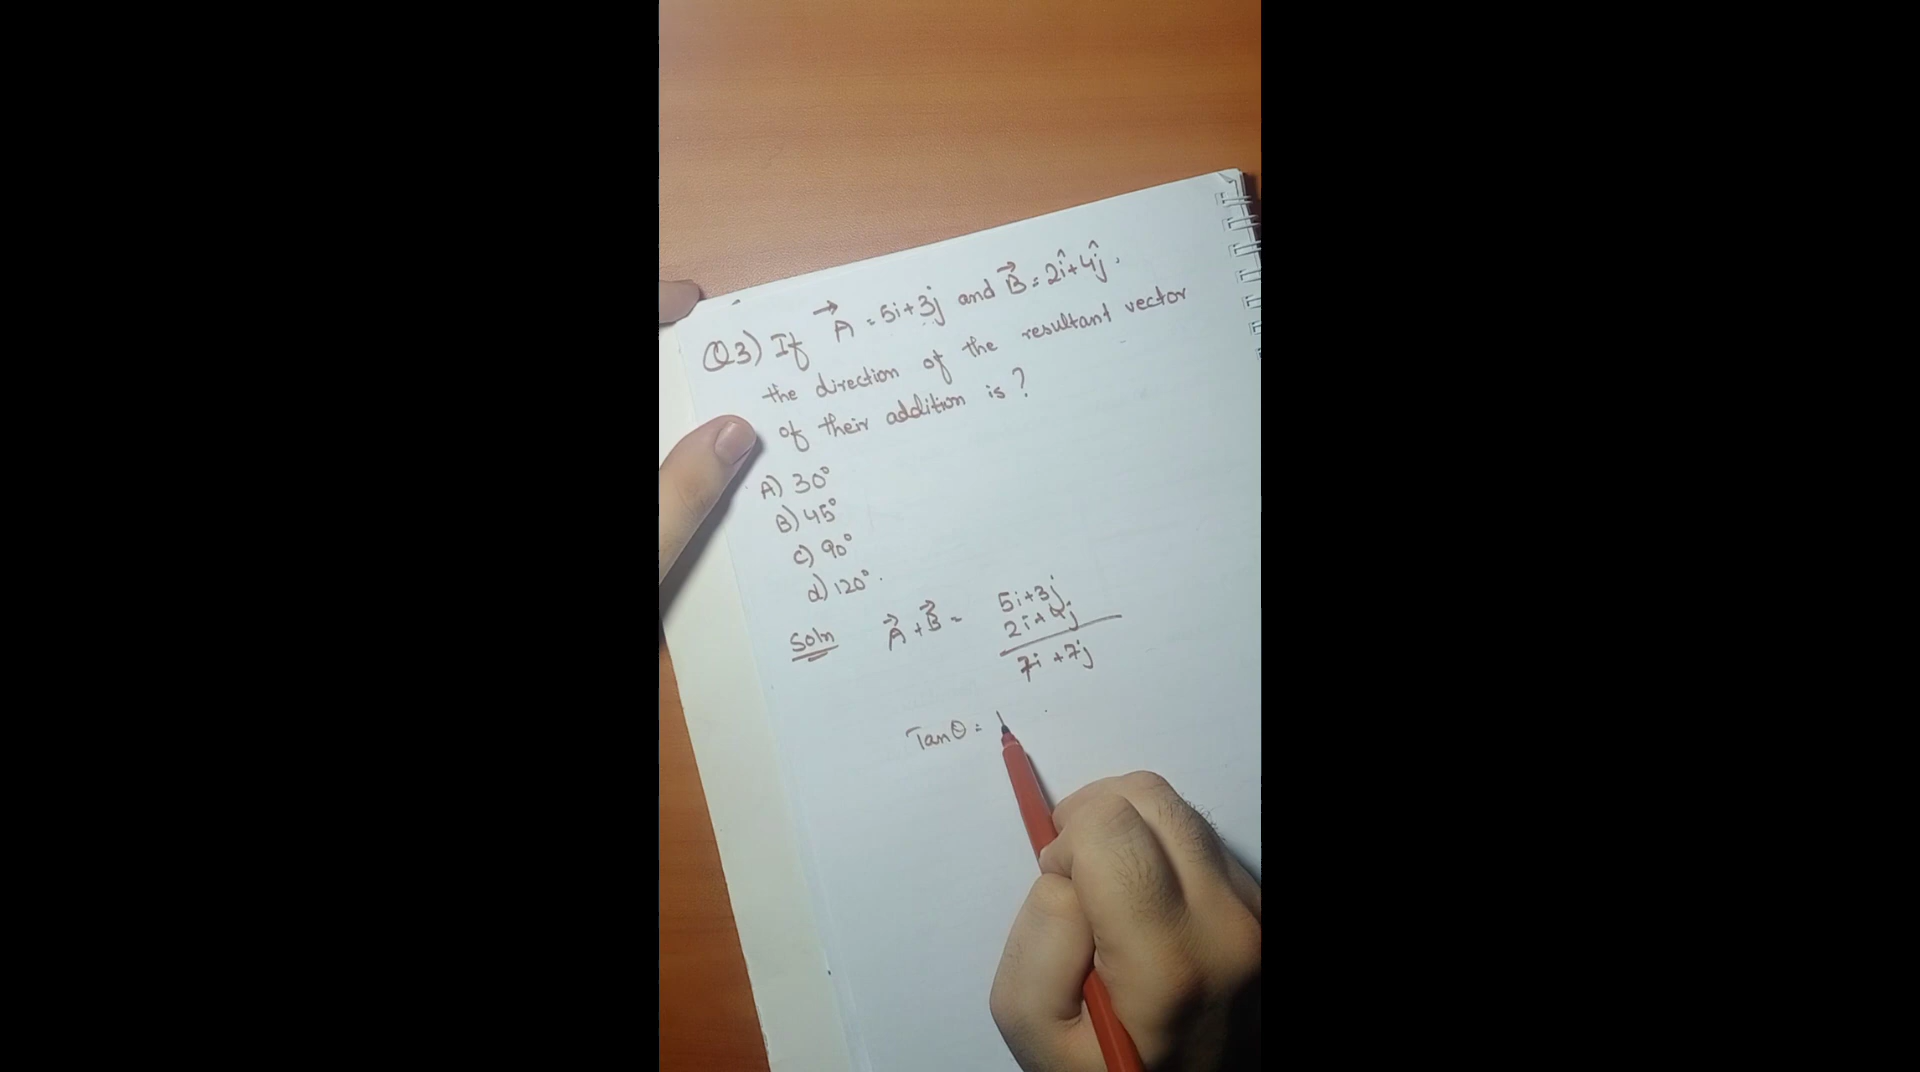 Q3) If A⃗ = 5i+3j and B⃗ = 2î+4ĵ.
the direction of the resultant vector
of their addition is?
A) 30°
B) 45°
C) 90°
d) 120°.
Soln A⃗+B⃗ = 5i+3j
2i+4j
7i+7j
Tanθ =